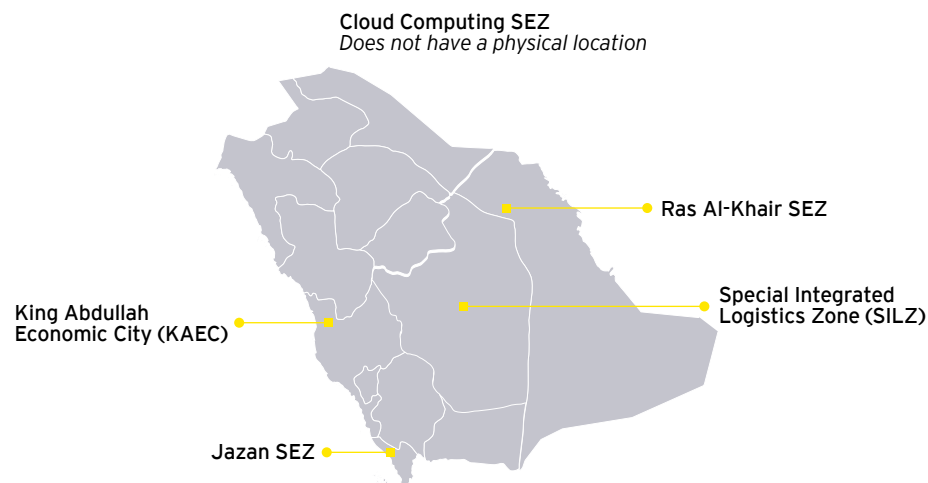 Cloud Computing SEZ
Does not have a physical location
Ras Al-Khair SEZ
Special Integrated
Logistics Zone (SILZ)
King Abdullah
Economic City (KAEC)
Jazan SEZ